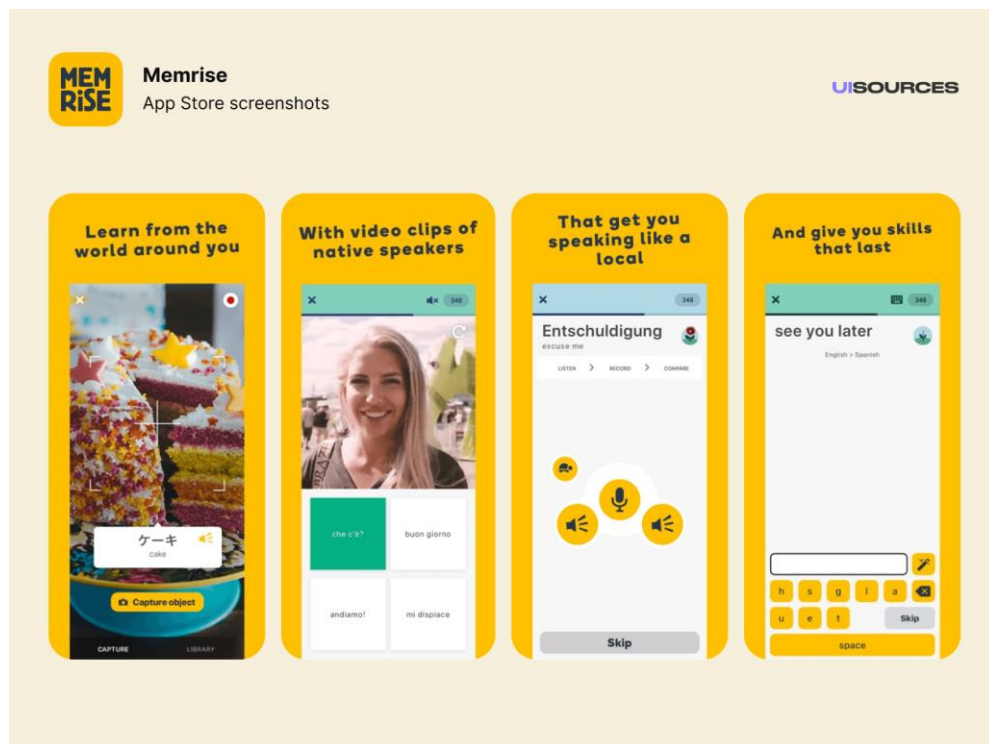 MEM
RiSE
Memrise
App Store screenshots
UISOURCES
Learn from the
world around you
ケーキ
cake
Capture object
CAPTURE
LIBRARY
With video clips of
native speakers
348
che c'è?
buon giorno
andiamo!
mi dispiace
That get you
speaking like a
local
348
Entschuldigung
excuse me
LISTEN
RECORD
COMPARE
Skip
And give you skills
that last
348
see you later
English > Spanish
h s g l a
u e t Skip
space